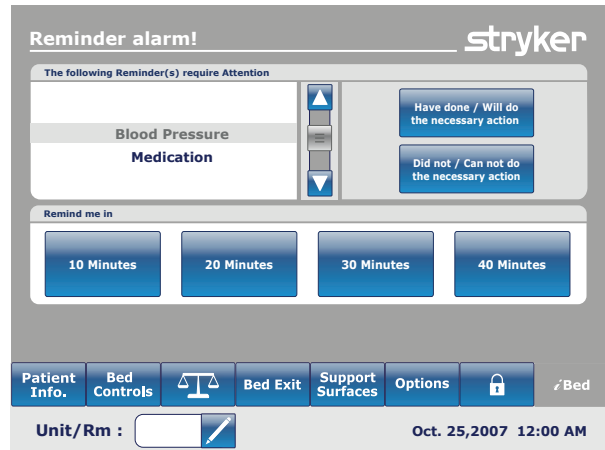 Reminder alarm!
stryker
The following Reminder(s) require Attention
Blood Pressure
Medication
Have done / Will do
the necessary action
Did not / Can not do
the necessary action
Remind me in
10 Minutes 20 Minutes 30 Minutes 40 Minutes
Patient
Info.
Bed
Controls
Bed Exit
Support
Surfaces
Options
iBed
Unit/Rm :
Oct. 25,2007 12:00 AM